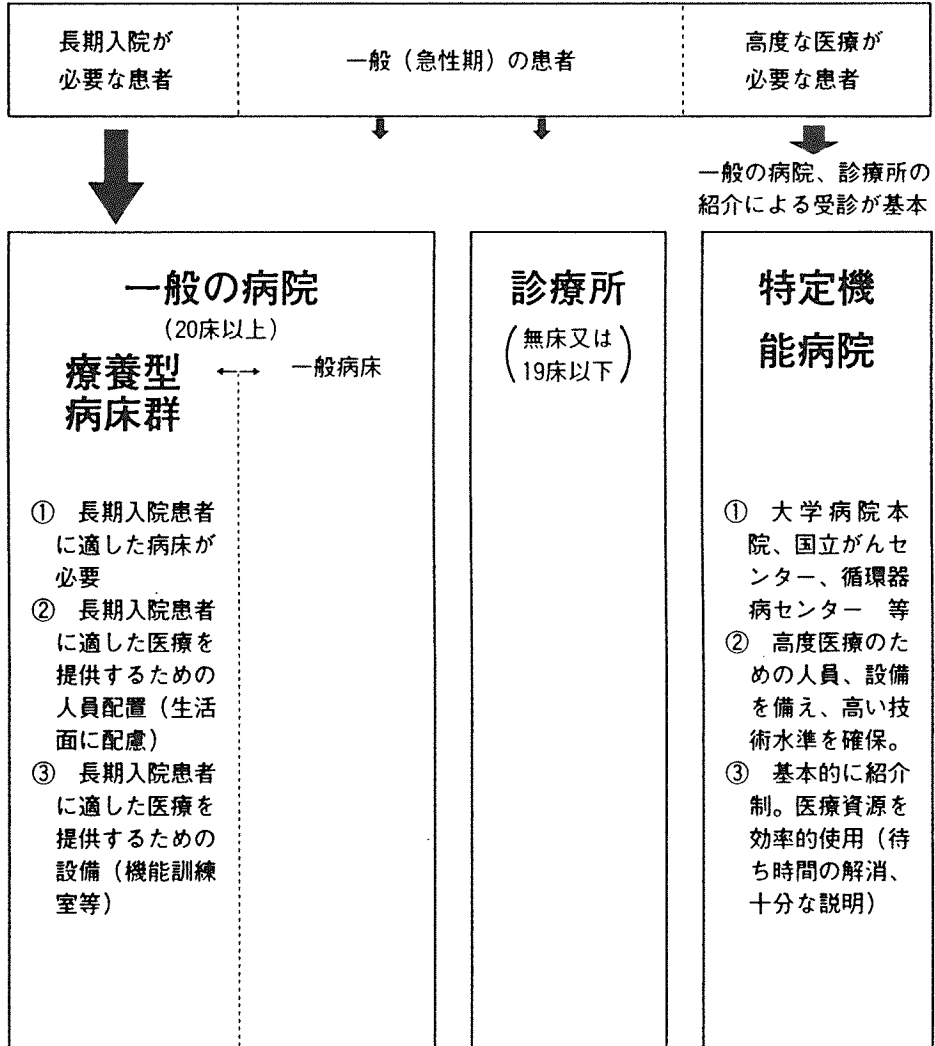 長期入院が
必要な患者
一般（急性期）の患者
高度な医療が
必要な患者
一般の病院、診療所の
紹介による受診が基本
一般の病院
（20床以上）
療養型
病床群
一般病床
① 長期入院患者
に適した病床が
必要
② 長期入院患者
に適した医療を
提供するための
人員配置（生活
面に配慮）
③ 長期入院患者
に適した医療を
提供するための
設備（機能訓練
室等）
診療所
（無床又は
19床以下）
特定機
能病院
① 大学病院本
院、国立がんセ
ンター、循環器
病センター 等
② 高度医療のた
めの人員、設備
を備え、高い技
術水準を確保。
③ 基本的に紹介
制。医療資源を
効率的使用（待
ち時間の解消、
十分な説明）